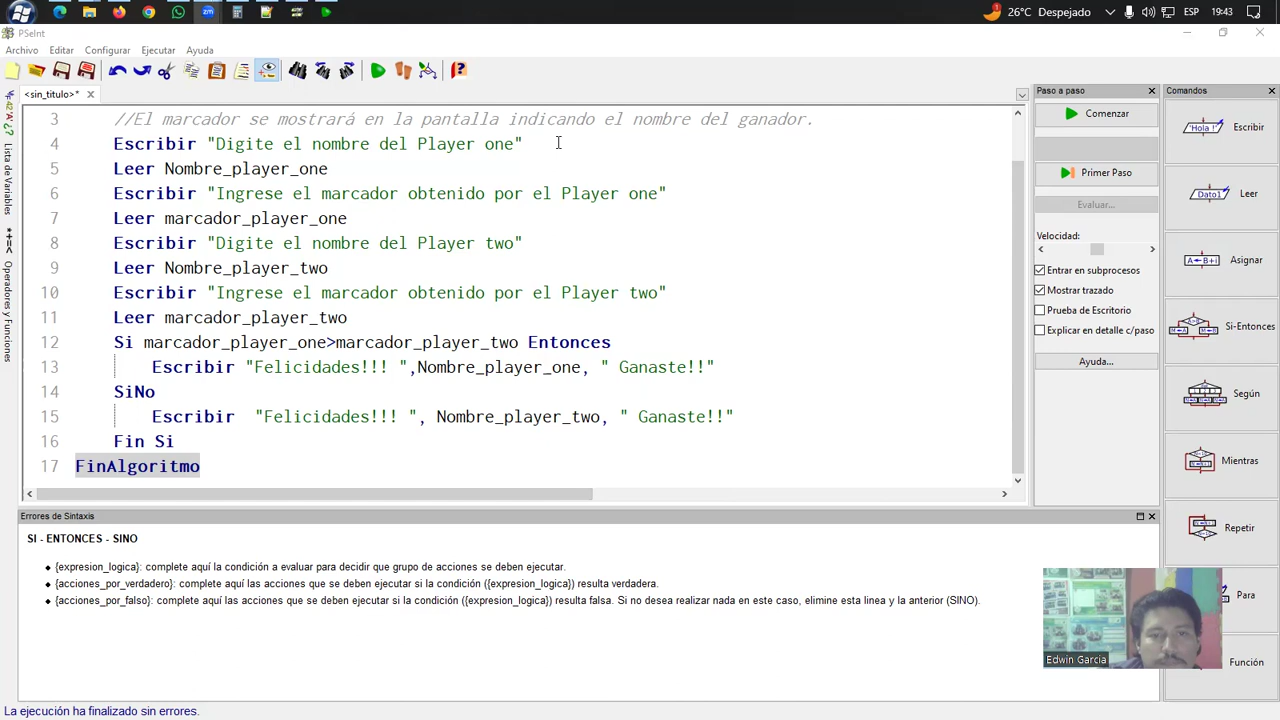 26°C Despejado
ESP
19:43
PSeInt
Archivo Editar Configurar Ejecutar Ayuda
<sin_titulo>*
Lista de Variables
Operadores y Funciones
3 //El marcador se mostrará en la pantalla indicando el nombre del ganador.
4 Escribir "Digite el nombre del Player one"
5 Leer Nombre_player_one
6 Escribir "Ingrese el marcador obtenido por el Player one"
7 Leer marcador_player_one
8 Escribir "Digite el nombre del Player two"
9 Leer Nombre_player_two
10 Escribir "Ingrese el marcador obtenido por el Player two"
11 Leer marcador_player_two
12 Si marcador_player_one>marcador_player_two Entonces
13 Escribir "Felicidades!!! ",Nombre_player_one, " Ganaste!!"
14 SiNo
15 Escribir "Felicidades!!! ", Nombre_player_two, " Ganaste!!"
16 Fin Si
17 FinAlgoritmo
Paso a paso
Comenzar
Primer Paso
Evaluar...
Velocidad:
Entrar en subprocesos
Mostrar trazado
Prueba de Escritorio
Explicar en detalle c/paso
Ayuda...
Comandos
'Hola !' Escribir
Dato1 Leer
A←B+1 Asignar
Si-Entonces
Según
Mientras
Repetir
Para
Función
Errores de Sintaxis
SI - ENTONCES - SINO
{expresion_logica}: complete aquí la condición a evaluar para decidir que grupo de acciones se deben ejecutar.
{acciones_por_verdadero}: complete aquí las acciones que se deben ejecutar si la condición ({expresion_logica}) resulta verdadera.
{acciones_por_falso}: complete aquí las acciones que se deben ejecutar si la condición ({expresion_logica}) resulta falsa. Si no desea realizar nada en este caso, elimine esta linea y la anterior (SINO).
Edwin Garcia
La ejecución ha finalizado sin errores.